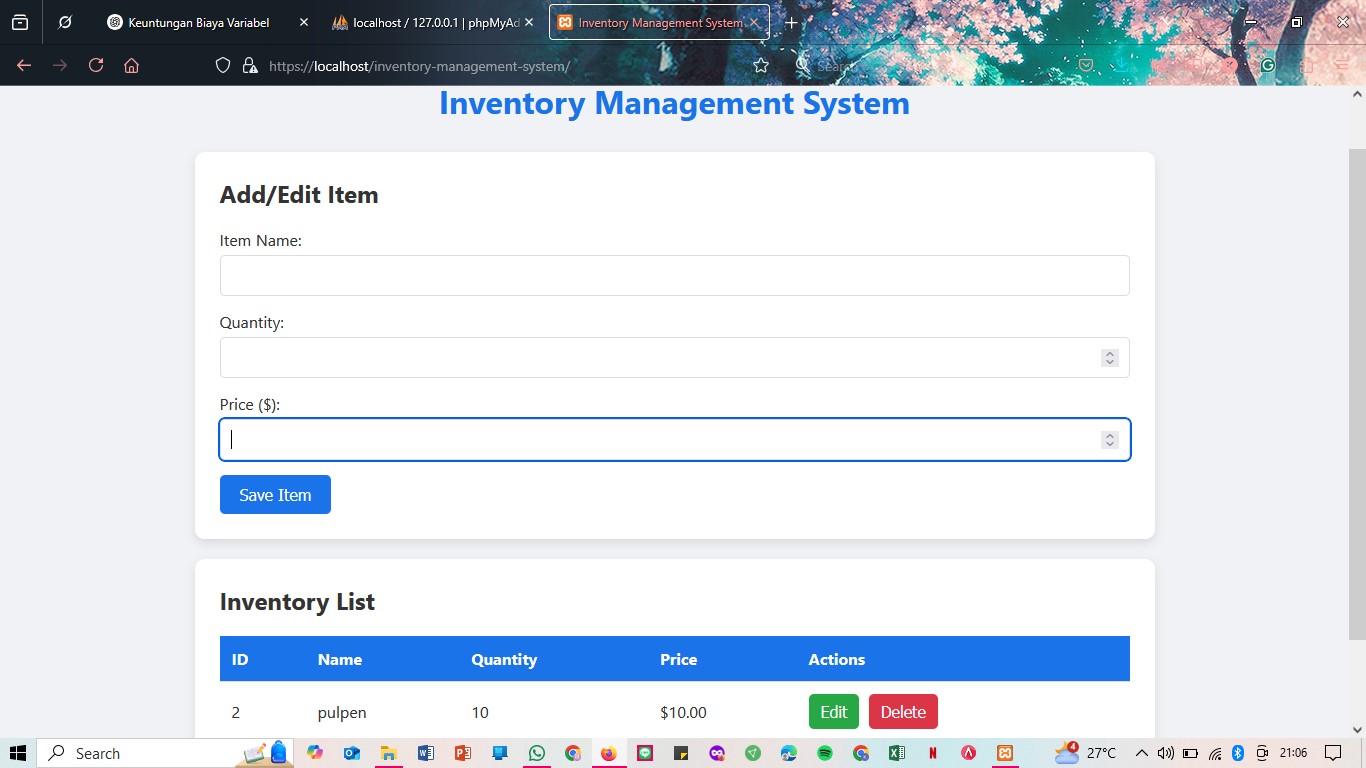 Keuntungan Biaya Variabel
localhost / 127.0.0.1 | phpMyAd
Inventory Management System
https://localhost/inventory-management-system/
Search
Inventory Management System
Add/Edit Item
Item Name:
Quantity:
Price ($):
Save Item
Inventory List
ID Name Quantity Price Actions
2 pulpen 10 $10.00 Edit Delete
Search
4
27°C
21:06